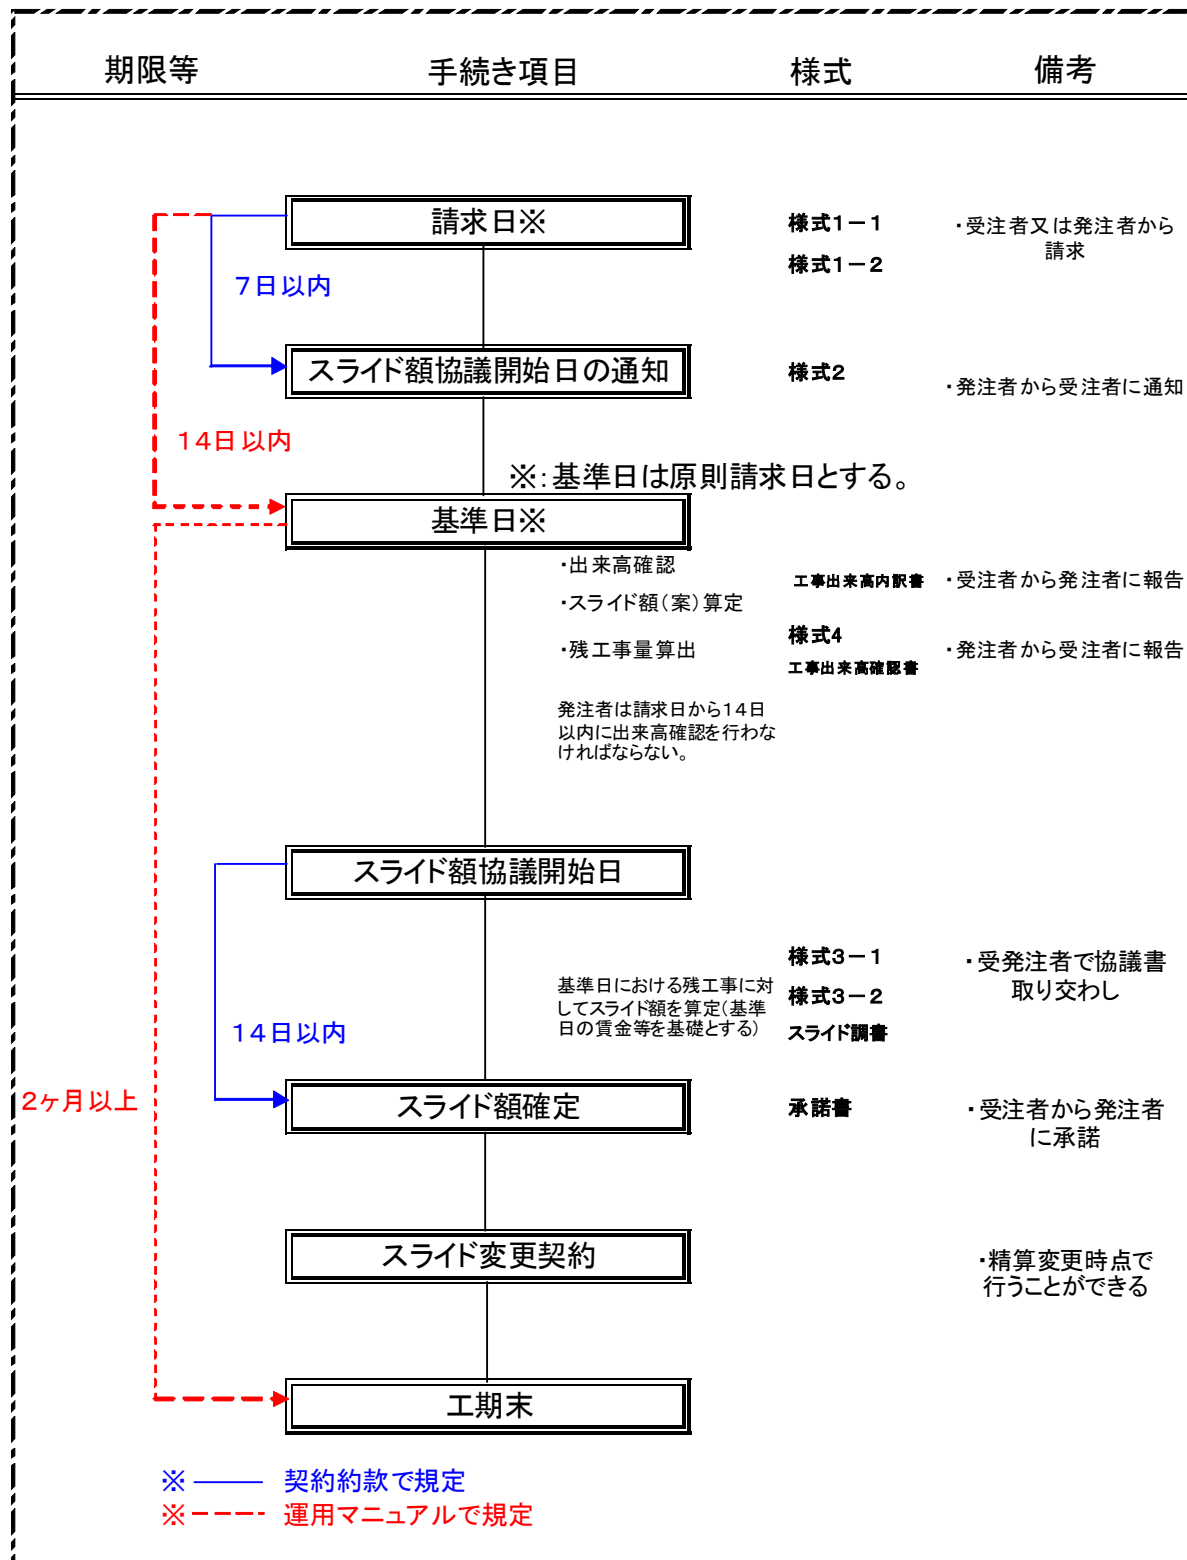 期限等　手続き項目　様式　備考
請求日※
様式1－1
様式1－2
・受注者又は発注者から
請求
7日以内
スライド額協議開始日の通知
様式2
・発注者から受注者に通知
14日以内
※：基準日は原則請求日とする。
基準日※
・出来高確認
工事出来高内訳書
・受注者から発注者に報告
・スライド額（案）算定
・残工事量算出
様式4
工事出来高確認書
・発注者から受注者に報告
発注者は請求日から14日
以内に出来高確認を行わな
ければならない。
スライド額協議開始日
基準日における残工事に対
してスライド額を算定（基準
日の賃金等を基礎とする）
様式3－1
様式3－2
スライド調書
・受発注者で協議書
取り交わし
14日以内
2ヶ月以上
スライド額確定
承諾書
・受注者から発注者
に承諾
スライド変更契約
・精算変更時点で
行うことができる
工期末
※ 契約約款で規定
※ 運用マニュアルで規定